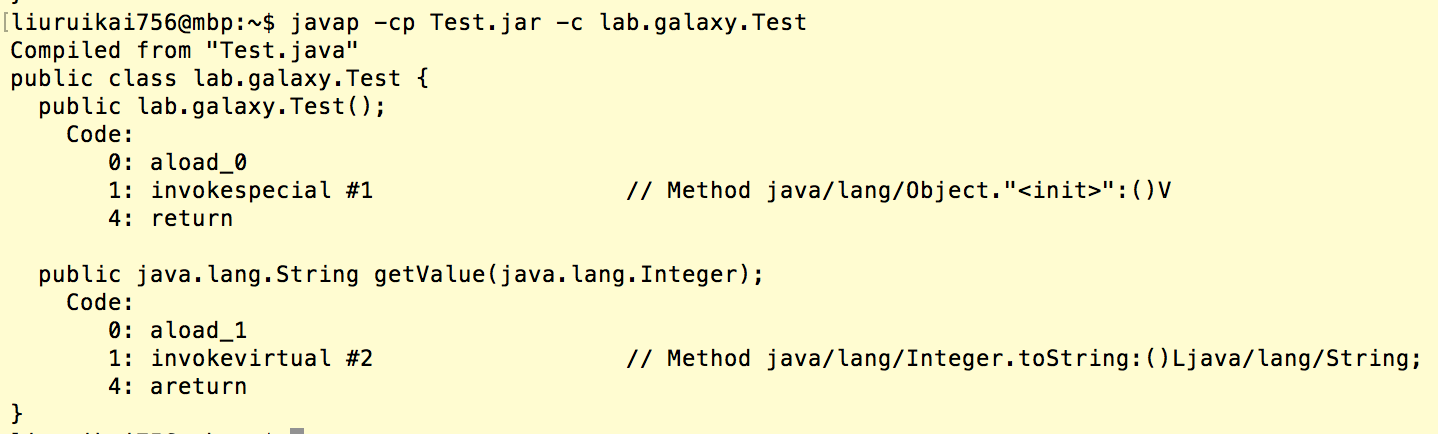 [liuruikai756@mbp:~$ javap -cp Test.jar -c lab.galaxy.Test
Compiled from "Test.java"
public class lab.galaxy.Test {
  public lab.galaxy.Test();
    Code:
       0: aload_0
       1: invokespecial #1                  // Method java/lang/Object."<init>":()V
       4: return

  public java.lang.String getValue(java.lang.Integer);
    Code:
       0: aload_1
       1: invokevirtual #2                  // Method java/lang/Integer.toString:()Ljava/lang/String;
       4: areturn
}